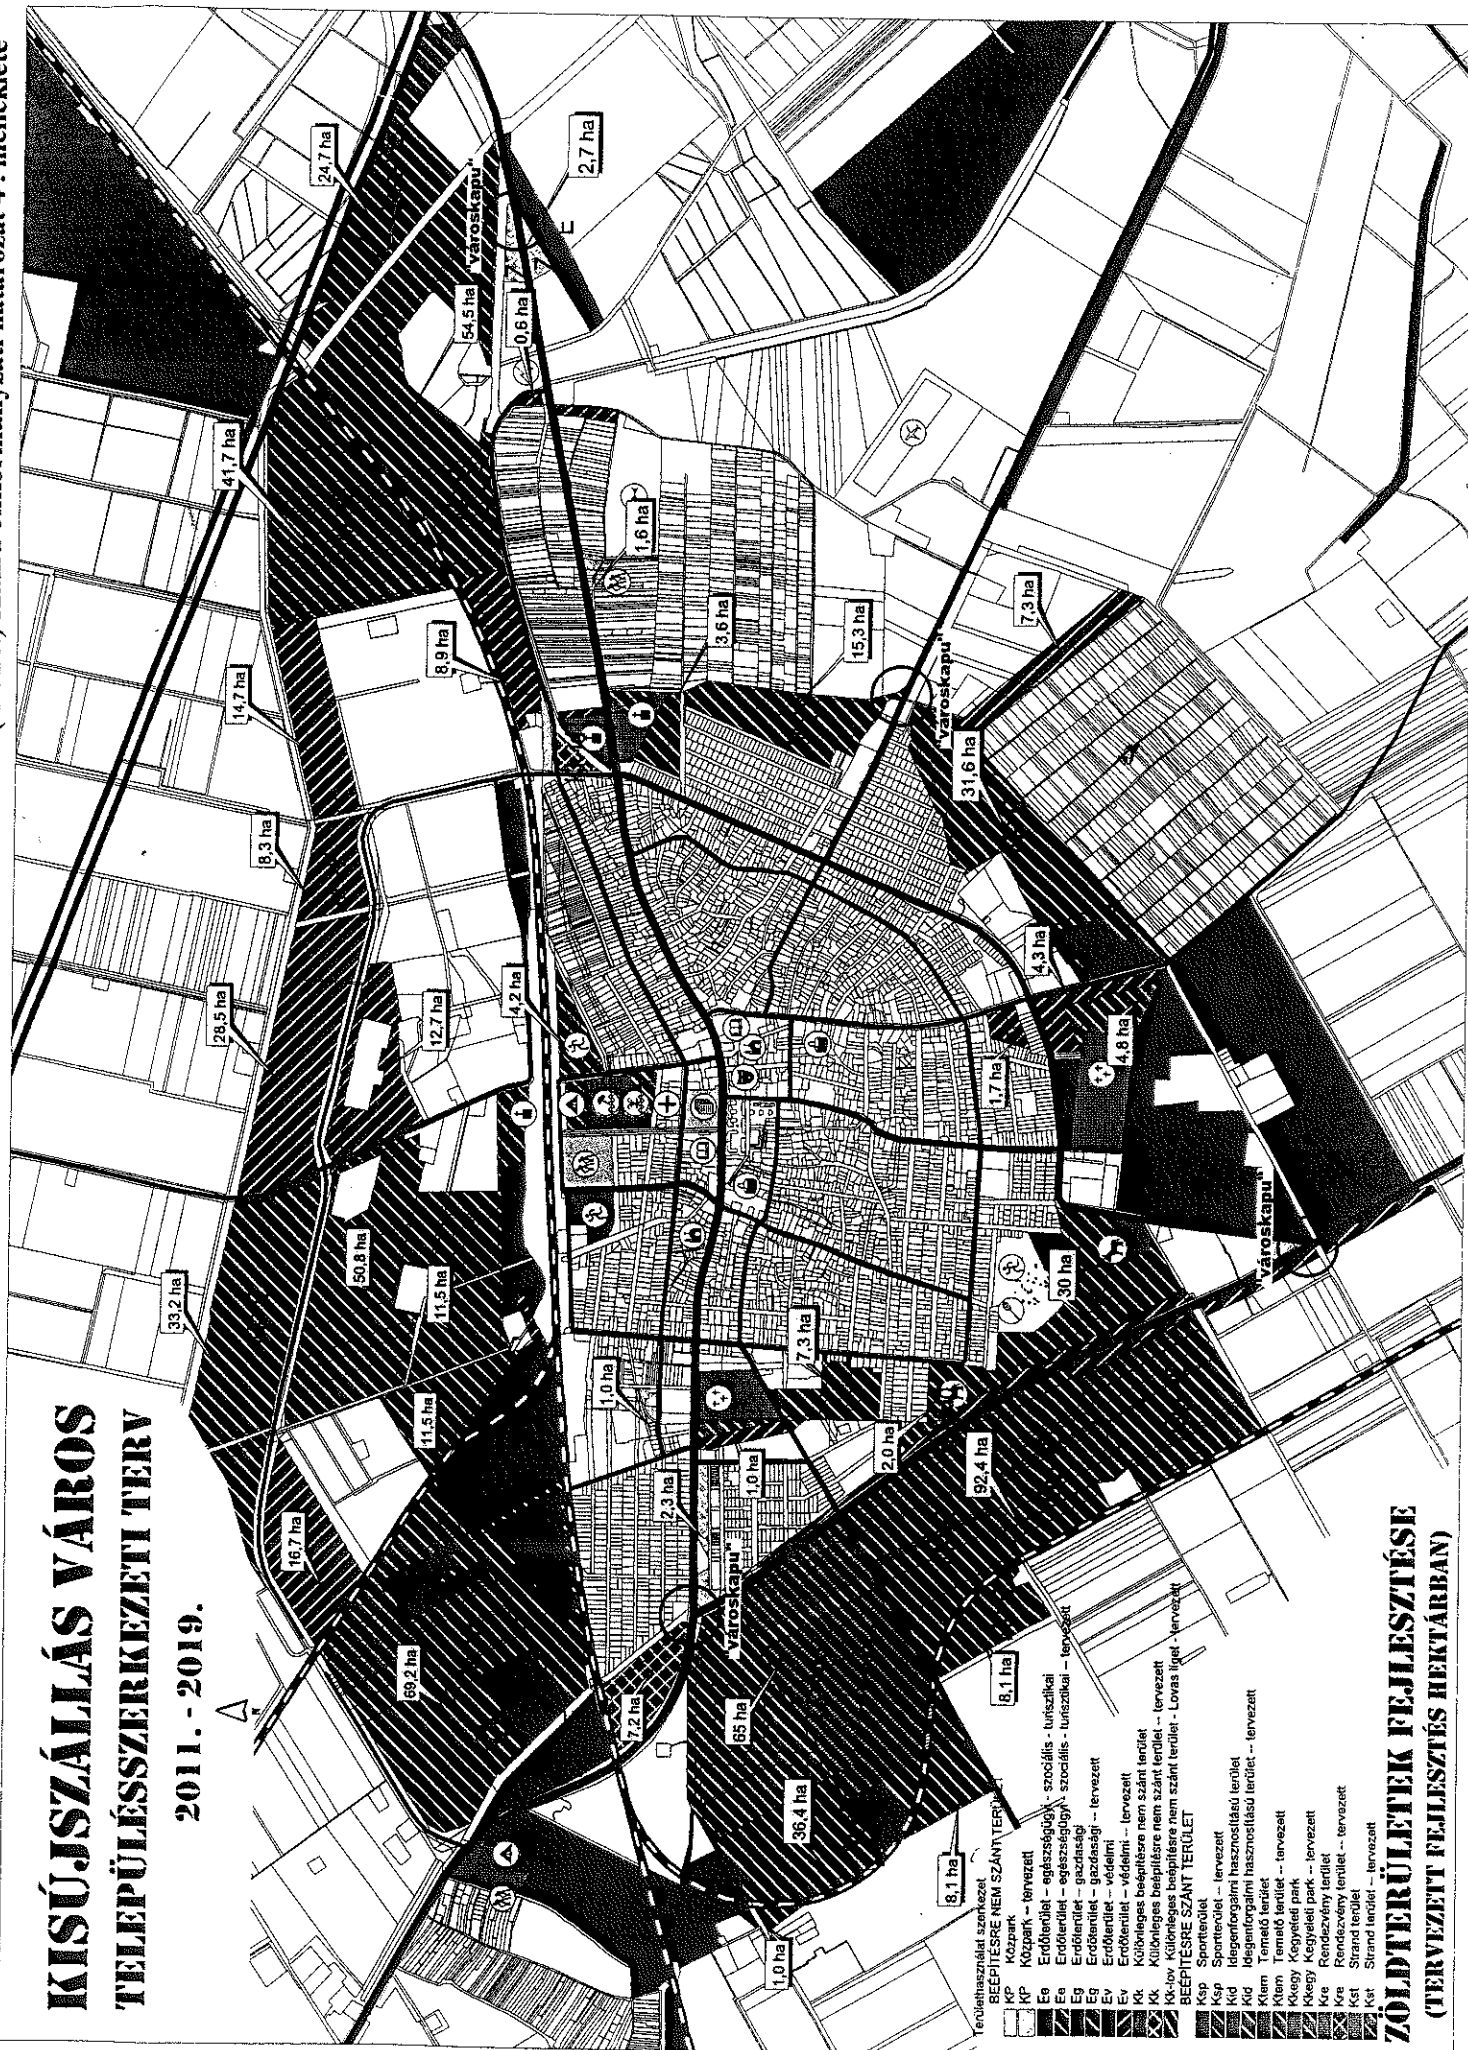 KISÚJSZÁLLÁS VÁROS
TELEPÜLÉSSZERKEZETI TERV
2011. - 2019.
24,7 ha
2,7 ha
"városkapu"
54,5 ha
0,6 ha
E
41,7 ha
1,6 ha
8,9 ha
3,6 ha
15,3 ha
7,3 ha
14,7 ha
"városkapu"
31,6 ha
8,3 ha
28,5 ha
12,7 ha
4,2 ha
4,3 ha
1,7 ha
4,8 ha
33,2 ha
50,8 ha
11,5 ha
30 ha
"városkapu"
7,3 ha
1,0 ha
11,5 ha
2,0 ha
92,4 ha
1,0 ha
2,3 ha
16,7 ha
"városkapu"
69,2 ha
7,2 ha
65 ha
8,1 ha
36,4 ha
8,1 ha
1,0 ha
Területhasználat szerkezet
BEÉPÍTÉSRE NEM SZÁNT TERÜLET
KP Közpark
KP Közpark -- tervezett
Ee Erdőterület – egészségügyi - szociális - turisztikai
Ee Erdőterület – egészségügyi - szociális - turisztikai – tervezett
Eg Erdőterület – gazdasági
Eg Erdőterület – gazdasági -- tervezett
Ev Erdőterület – védelmi
Ev Erdőterület – védelmi -- tervezett
Kk Különleges beépítésre nem szánt terület
Kk Különleges beépítésre nem szánt terület -- tervezett
Kk-lov Különleges beépítésre nem szánt terület - Lovas liget - tervezett
BEÉPÍTÉSRE SZÁNT TERÜLET
Ksp Sportterület
Ksp Sportterület – tervezett
Kid Idegenforgalmi hasznosítású terület
Kid Idegenforgalmi hasznosítású terület -- tervezett
Ktem Temető terület
Ktem Temető terület -- tervezett
Kkegy Kegyeleti park
Kkegy Kegyeleti park -- tervezett
Kre Rendezvény terület
Kre Rendezvény terület -- tervezett
Kst Strand terület
Kst Strand terület -- tervezett
ZÖLDTERÜLETEK FEJLESZTÉSE
(TERVEZETT FEJLESZTÉS HEKTÁRBAN)